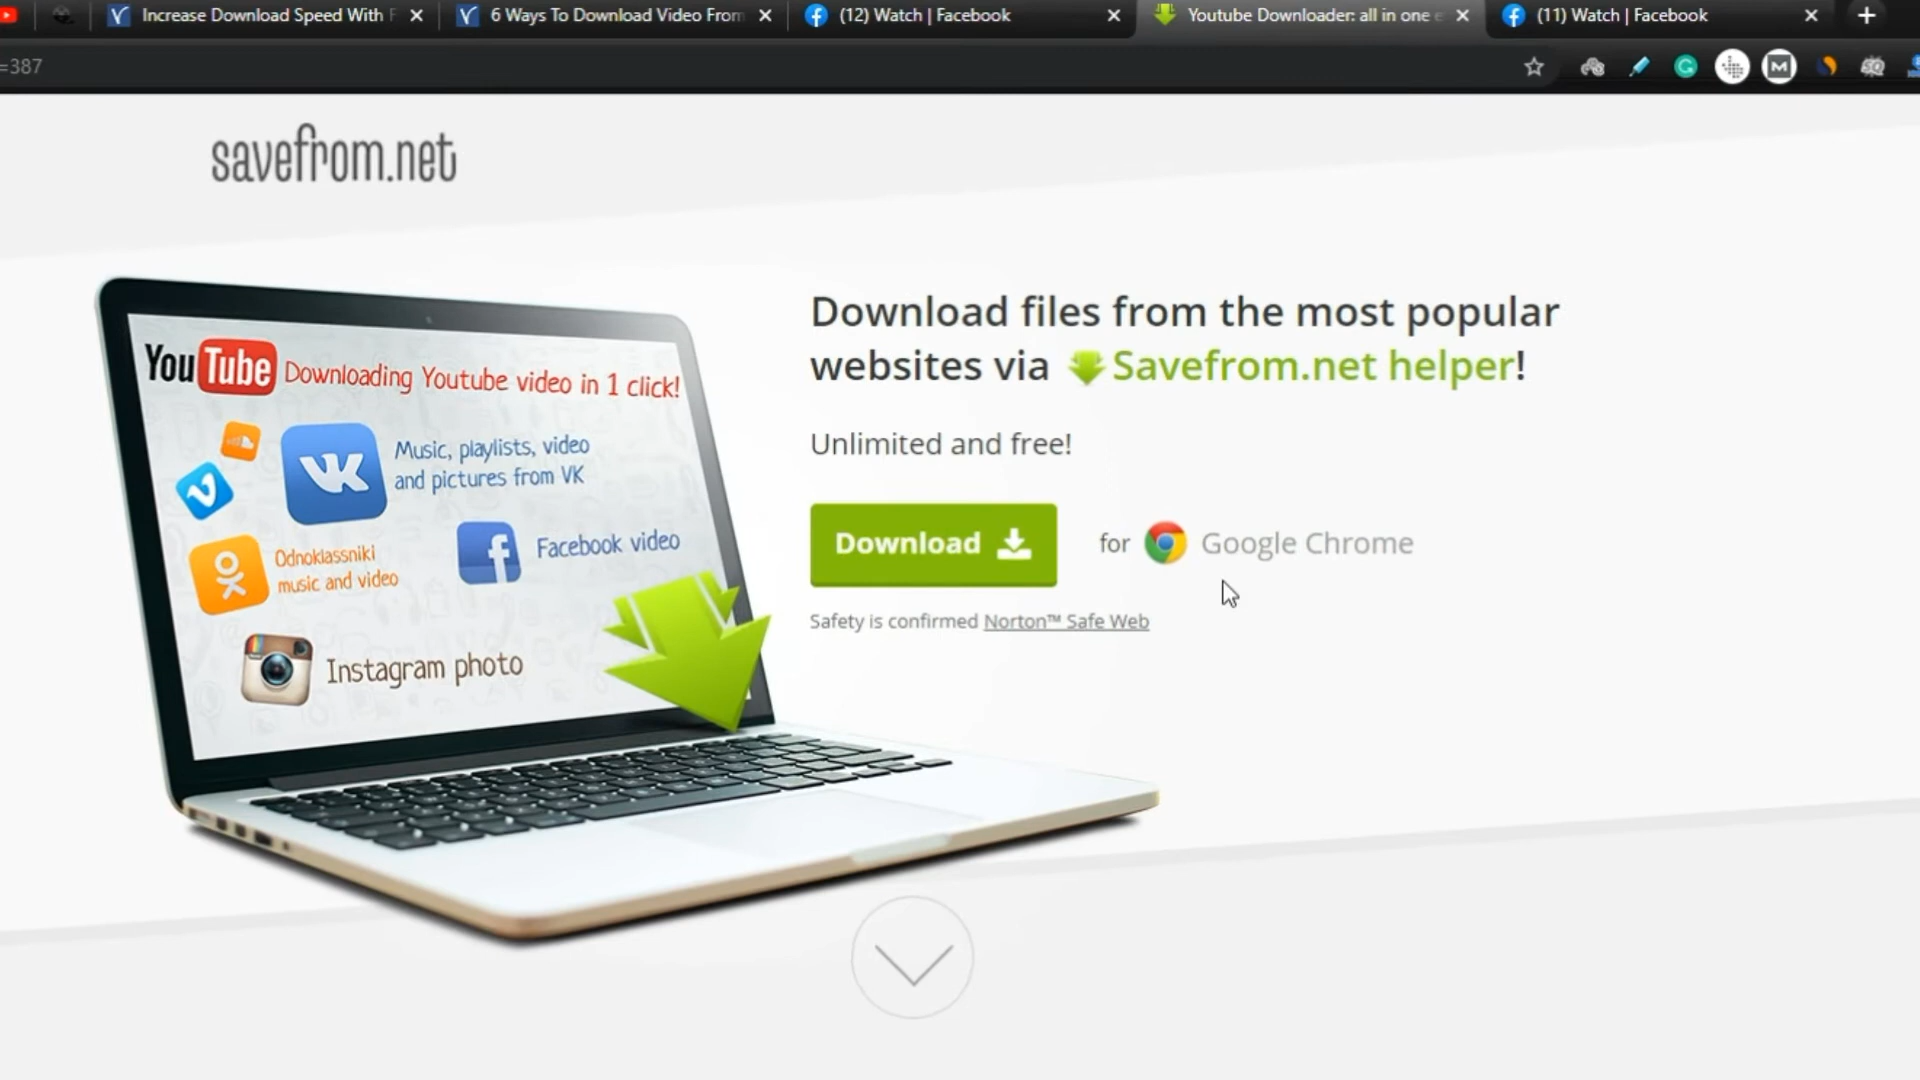 Increase Download Speed With F
6 Ways To Download Video From
(12) Watch | Facebook
Youtube Downloader: all in one e
(11) Watch | Facebook
=387
savefrom.net
YouTube Downloading Youtube video in 1 click!
Music, playlists, video
and pictures from VK
Odnoklassniki
music and video
Facebook video
Instagram photo
Download files from the most popular
websites via Savefrom.net helper!
Unlimited and free!
Download for Google Chrome
Safety is confirmed Norton™ Safe Web